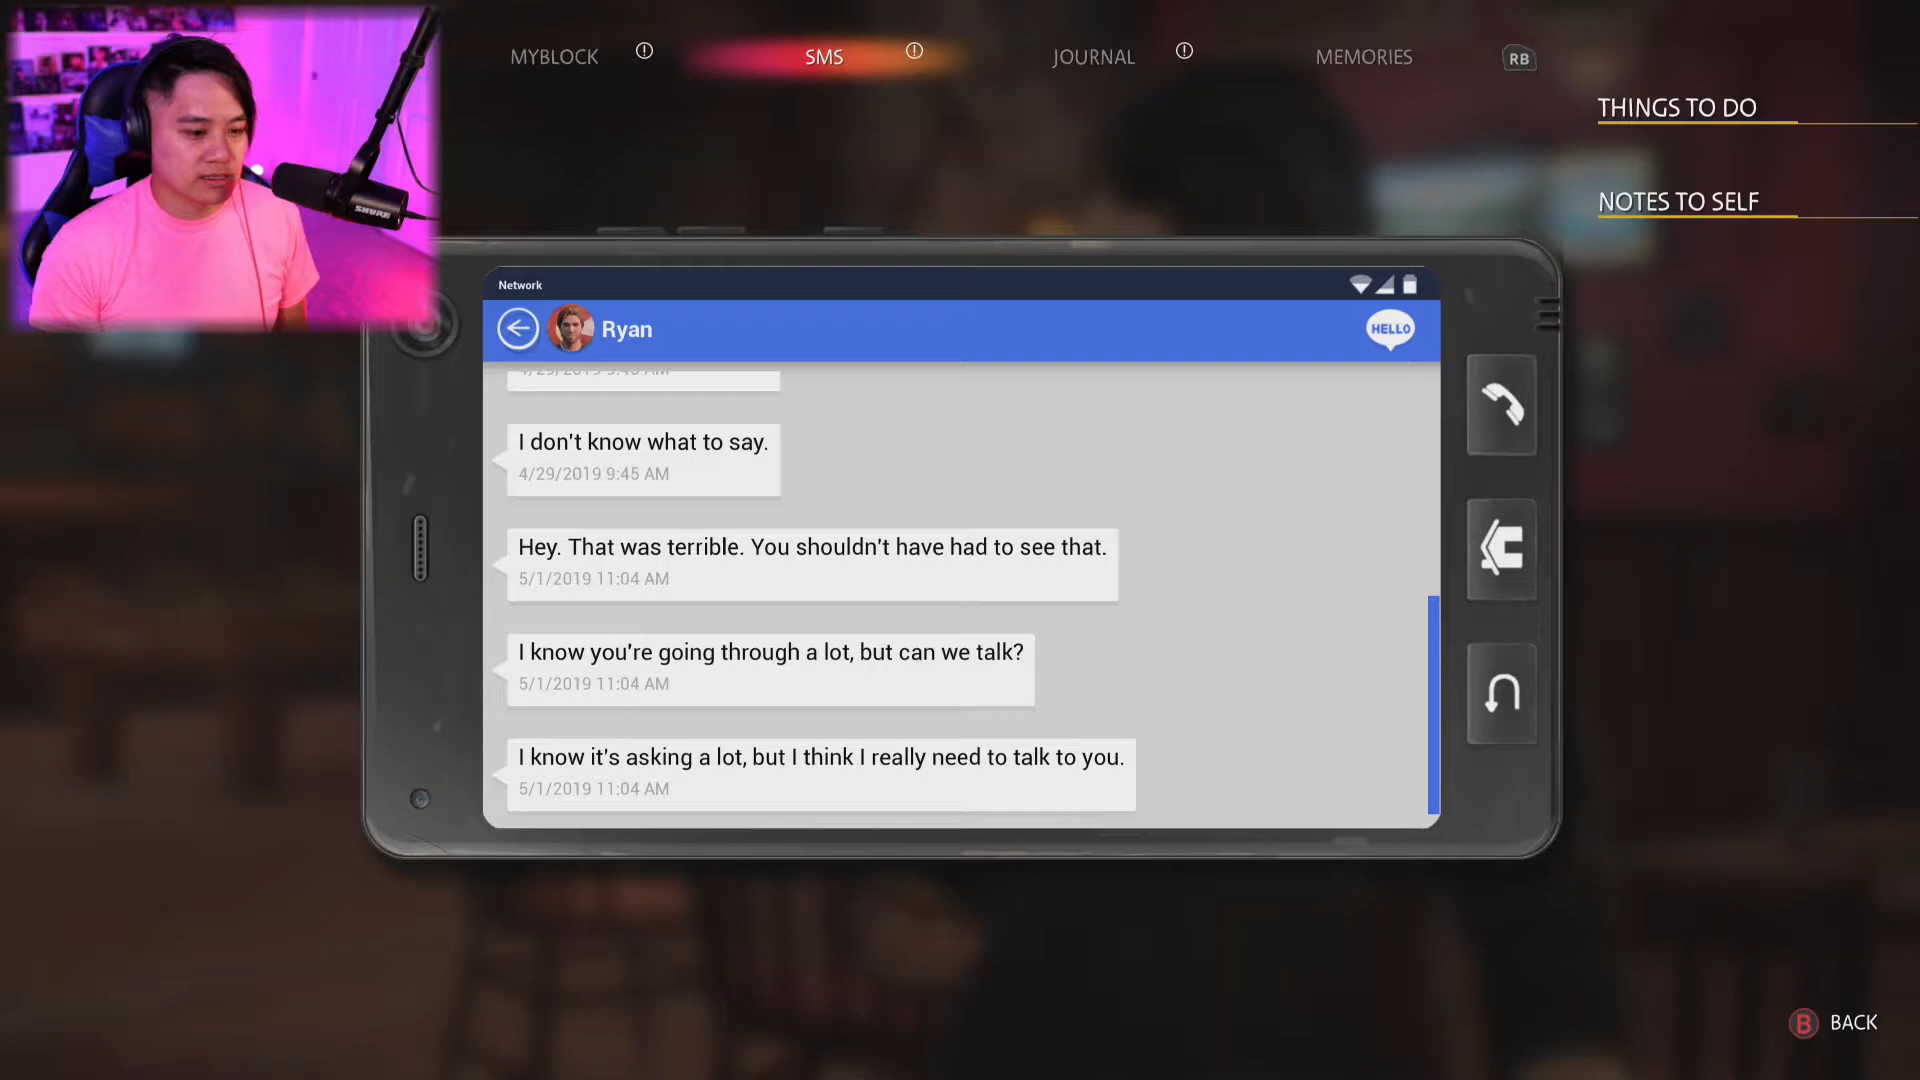 MYBLOCK
SMS
JOURNAL
MEMORIES
RB
THINGS TO DO
NOTES TO SELF
SHURE
Network
Ryan
HELLO
I don't know what to say.
4/29/2019 9:45 AM
Hey. That was terrible. You shouldn't have had to see that.
5/1/2019 11:04 AM
I know you're going through a lot, but can we talk?
5/1/2019 11:04 AM
I know it's asking a lot, but I think I really need to talk to you.
5/1/2019 11:04 AM
B BACK